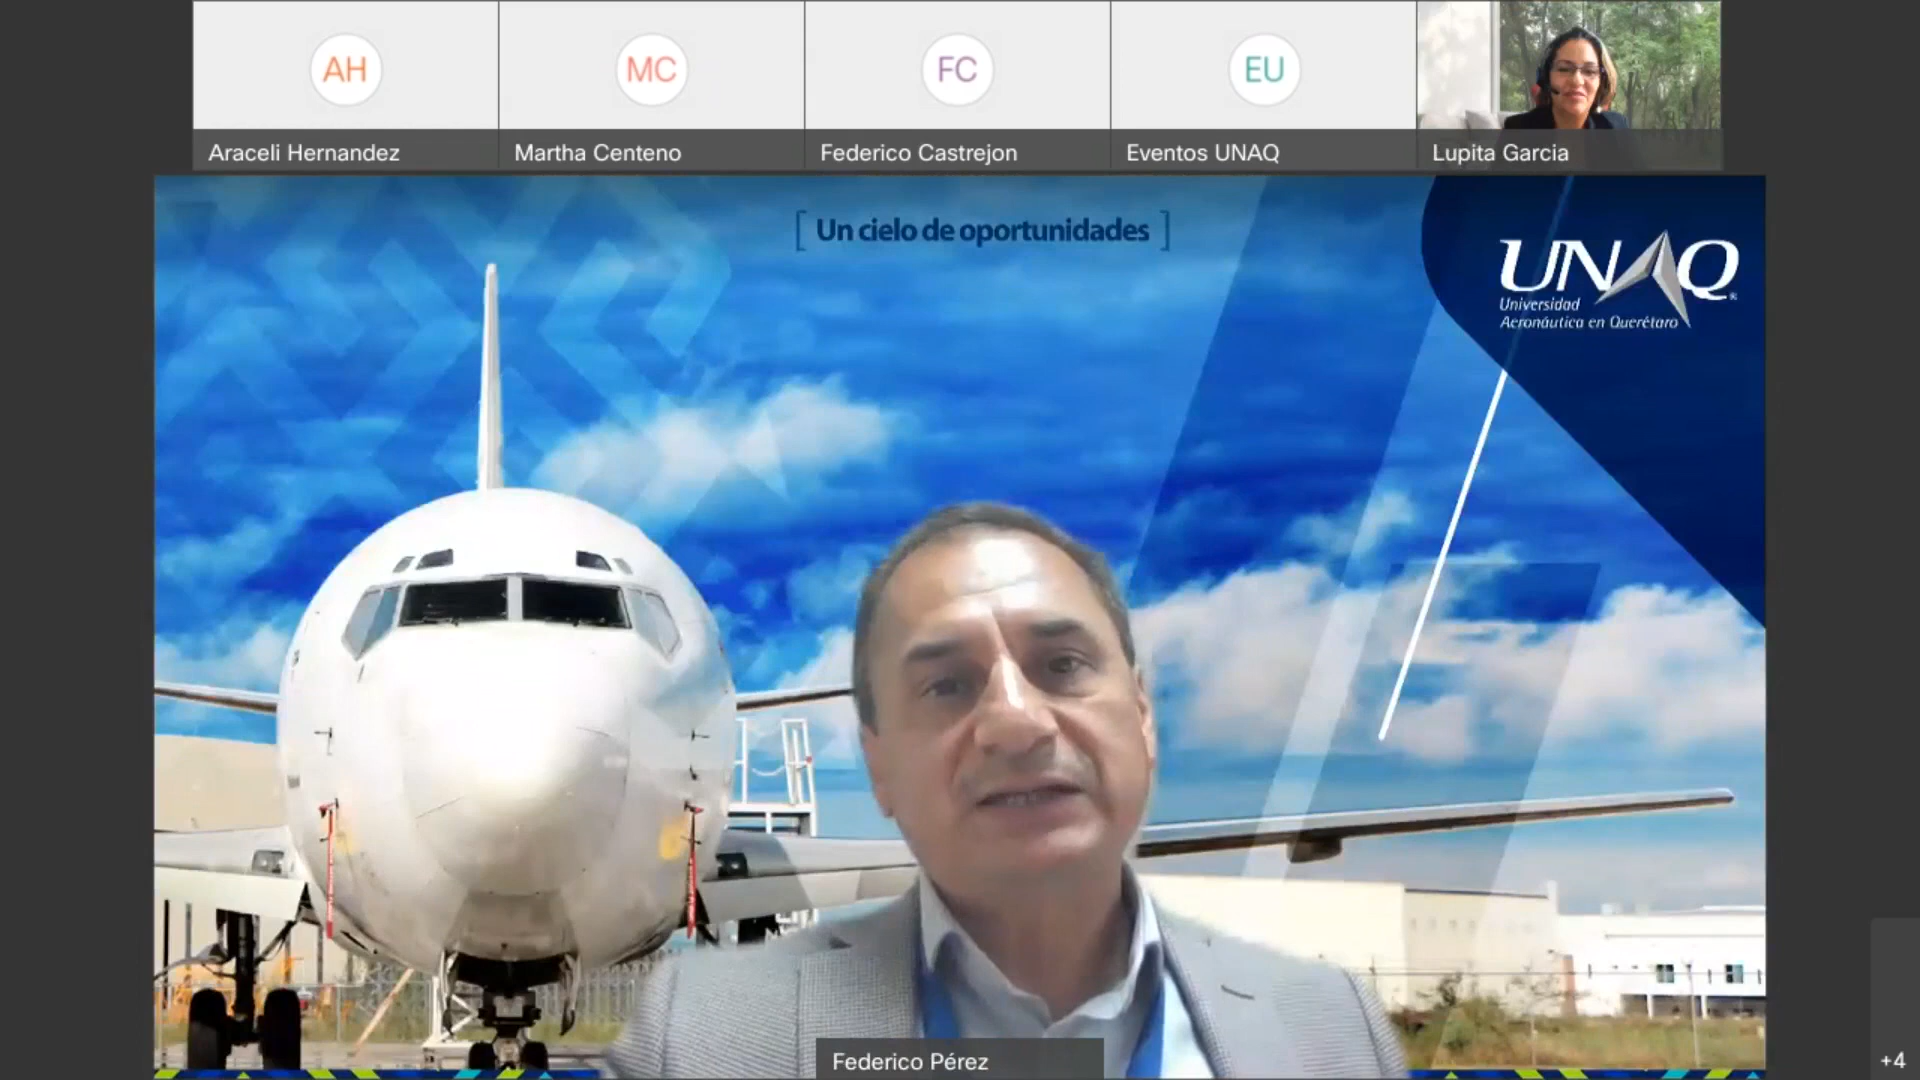 AH
MC
FC
EU
Araceli Hernandez
Martha Centeno
Federico Castrejon
Eventos UNAQ
Lupita Garcia
[ Un cielo de oportunidades ]
UNAQ®
Universidad
Aeronáutica en Querétaro
Federico Pérez
+4